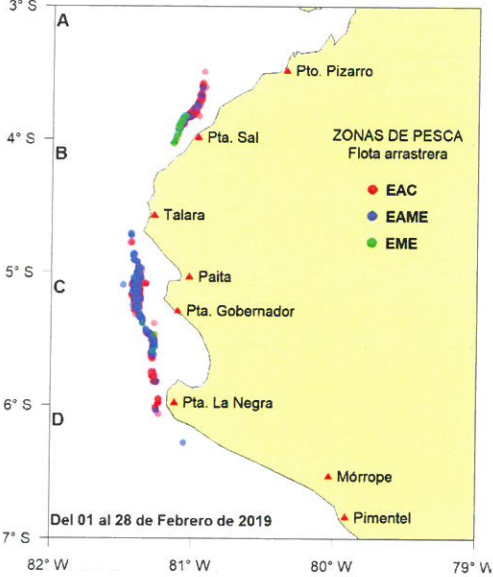 3° S
A
Pto. Pizarro
4° S
Pta. Sal
ZONAS DE PESCA
Flota arrastrera
B
EAC
Talara
EAME
EME
5° S
C
Paita
Pta. Gobernador
6° S
Pta. La Negra
D
Mórrope
Del 01 al 28 de Febrero de 2019
Pimentel
7° S
82 W
81° W
80° W
79° W